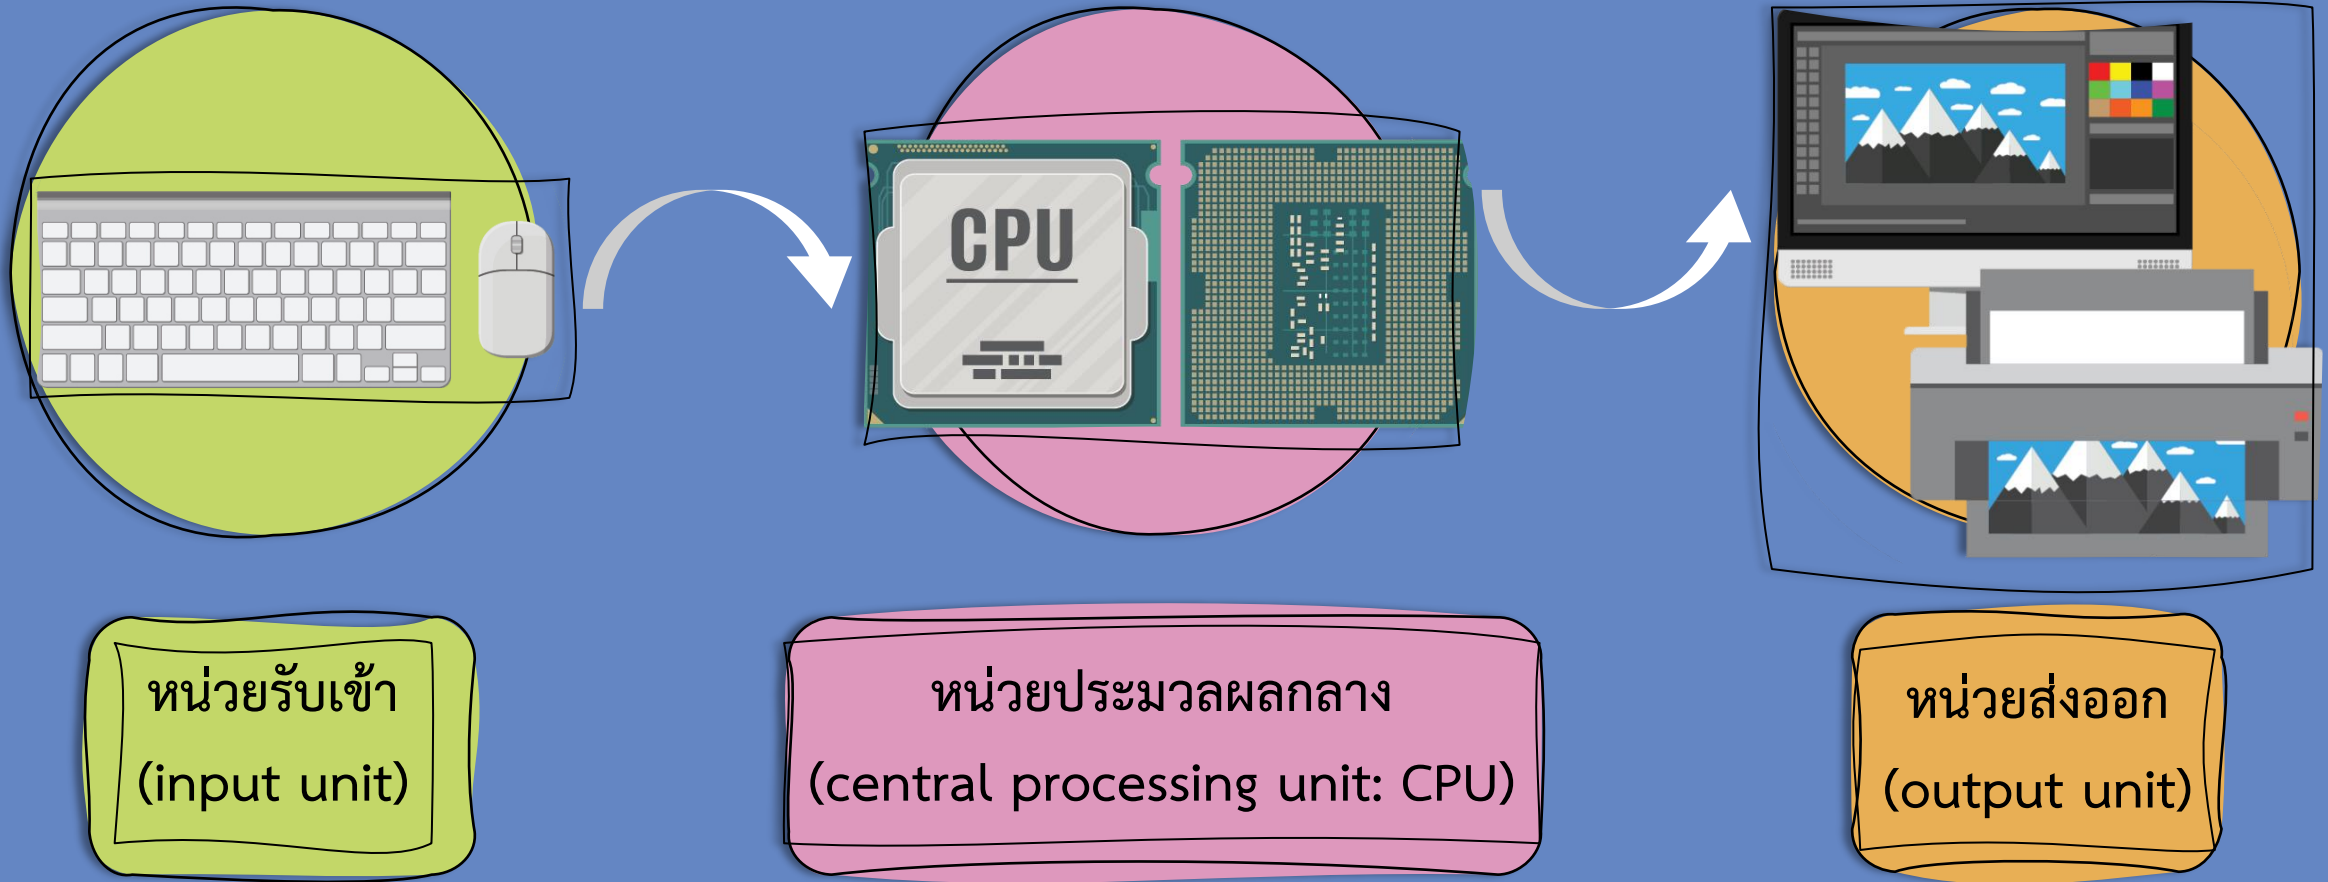 CPU
หน่วยรับเข้า
(input unit)
หน่วยประมวลผลกลาง
(central processing unit: CPU)
หน่วยส่งออก
(output unit)